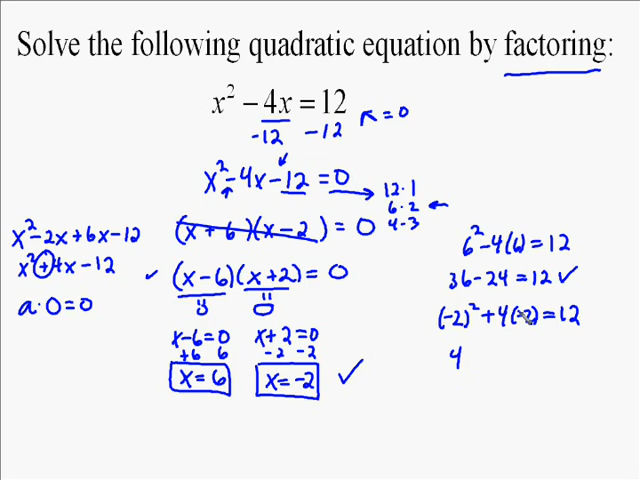 Solve the following quadratic equation by factoring:
x² − 4x = 12
-12 -12 ↖ = 0
x² - 4x - 12 = 0
12·1
6·2 ←
4·3
(x + 6)(x - 2) = 0
x² - 2x + 6x - 12
x² + 4x - 12
a·0 = 0
✓ (x - 6)(x + 2) = 0
0
x - 6 = 0 x + 2 = 0
+6 6 -2 -2
x = 6 x = -2 ✓
6² - 4(6) = 12
36 - 24 = 12 ✓
(-2)² + 4(-2) = 12
4